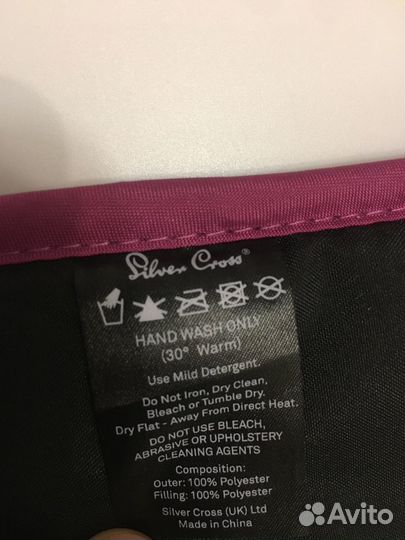 Silver Cross®
HAND WASH ONLY
(30° Warm)
Use Mild Detergent.
Do Not Iron, Dry Clean,
Bleach or Tumble Dry.
Dry Flat - Away From Direct Heat.
DO NOT USE BLEACH,
ABRASIVE OR UPHOLSTERY
CLEANING AGENTS
Composition:
Outer: 100% Polyester
Filling: 100% Polyester
Silver Cross (UK) Ltd
Made in China
Avito